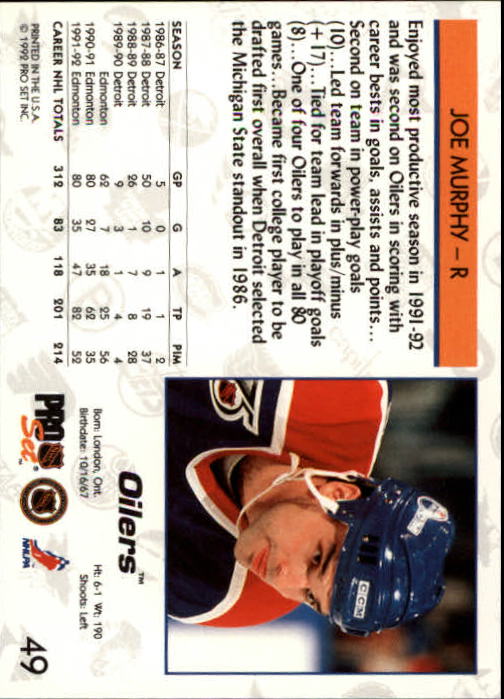 JOE MURPHY – R
Enjoyed most productive season in 1991-92
and was second on Oilers in scoring with
career bests in goals, assists and points...
Second on team in power-play goals
(10)...Led team forwards in plus/minus
(+17)...Tied for team lead in playoff goals
(8)...One of four Oilers to play in all 80
games...Became first college player to be
drafted first overall when Detroit selected
the Michigan State standout in 1986.
SEASON GP G A TP PIM
1986-87 Detroit 5 0 1 1 2
1987-88 Detroit 50 10 9 19 37
1988-89 Detroit 26 1 7 8 28
1989-90 Detroit 9 3 1 4 4
Edmonton 62 7 18 25 56
1990-91 Edmonton 80 27 35 62 35
1991-92 Edmonton 80 35 47 82 52
CAREER NHL TOTALS 312 83 118 201 214
PRINTED IN THE U.S.A.
© 1992 PRO SET INC.
CCM
Oilers™
Born: London, Ont. Ht: 6-1 Wt: 190
Birthdate: 10/16/67 Shoots: Left
PRO
Set™
®
NHLPA
49